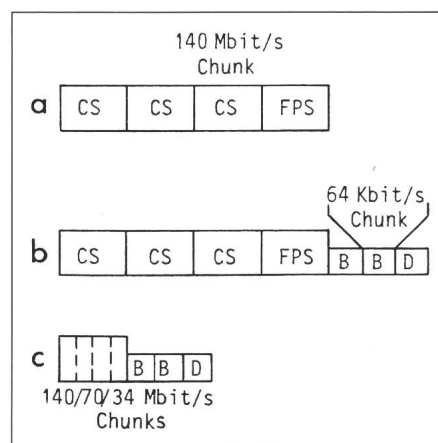 140 Mbit/s
Chunk
a CS CS CS FPS
64 Kbit/s
Chunk
b CS CS CS FPS B B D
c B B D
140/70/34 Mbit/s
Chunks